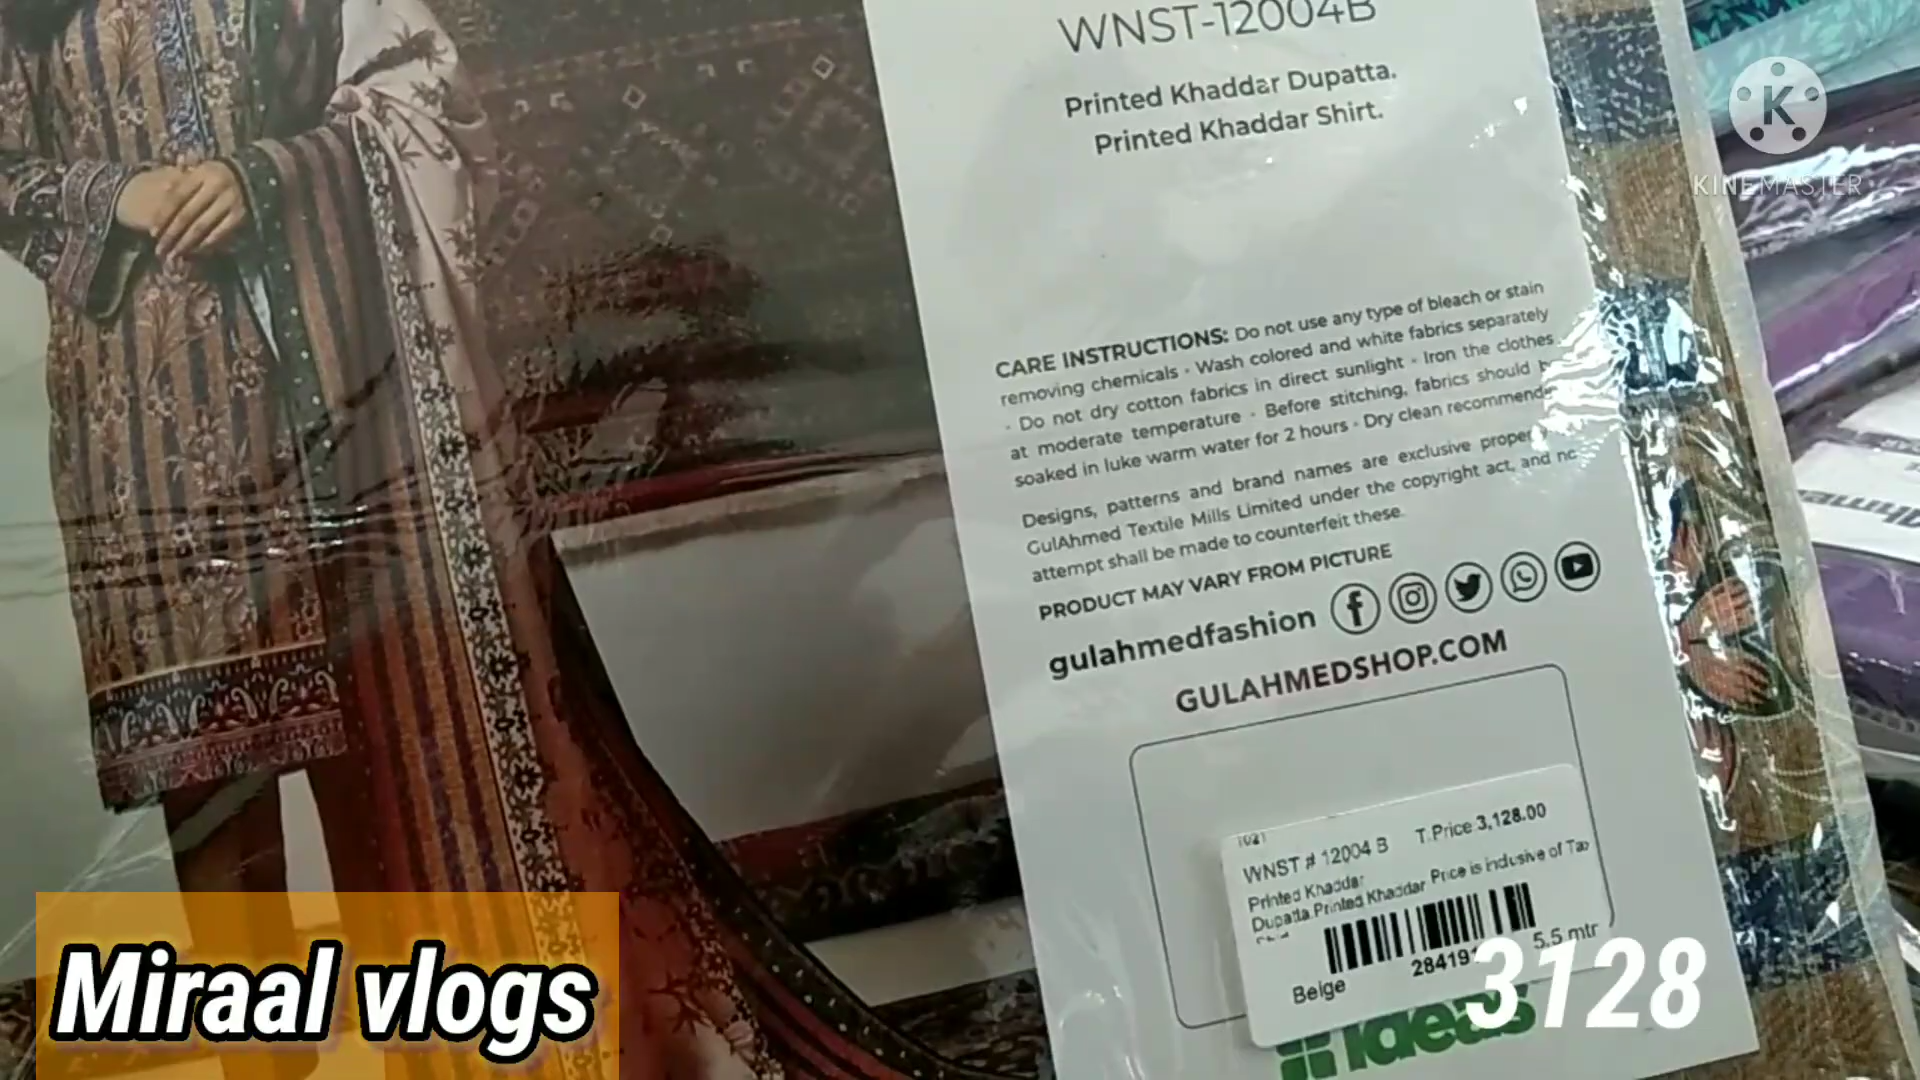 WNST-12004B
Printed Khaddar Dupatta.
Printed Khaddar Shirt.
K
KINEMASTER
CARE INSTRUCTIONS: Do not use any type of bleach or stain
removing chemicals · Wash colored and white fabrics separately
· Do not dry cotton fabrics in direct sunlight · Iron the clothes
at moderate temperature · Before stitching, fabrics should
soaked in luke warm water for 2 hours · Dry clean
Designs, patterns and brand names are exclusive
GulAhmed Textile Mills Limited under the copyright act, and
attempt shall be made to counterfeit these.
PRODUCT MAY VARY FROM PICTURE
gulahmedfashion
GULAHMEDSHOP.COM
1021
WNST # 12004 B T.Price 3,128.00
Printed Khaddar
Dupatta.Printed Khaddar Price is inclusive of Tax
5.5 mtr
Beige 28419
ideas
3128
Miraal vlogs